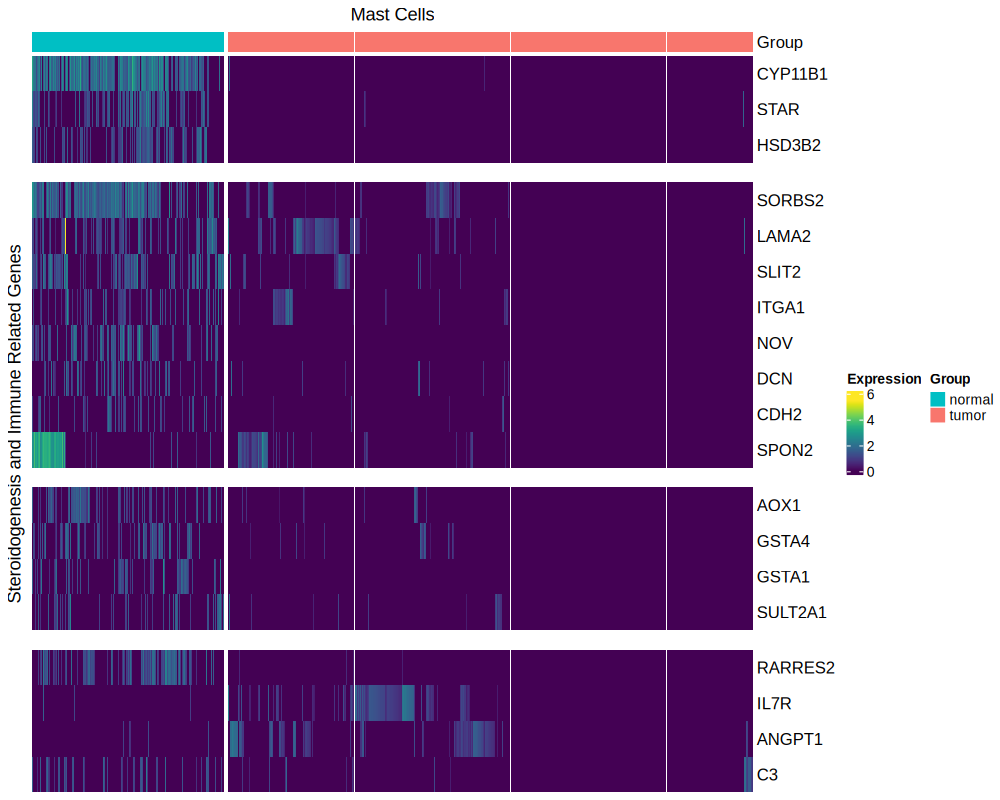 Mast Cells
Group
CYP11B1
STAR
HSD3B2
SORBS2
LAMA2
SLIT2
ITGA1
NOV
DCN
CDH2
SPON2
AOX1
GSTA4
GSTA1
SULT2A1
RARRES2
IL7R
ANGPT1
C3
Steroidogenesis and Immune Related Genes
Expression
6
4
2
0
Group
normal
tumor